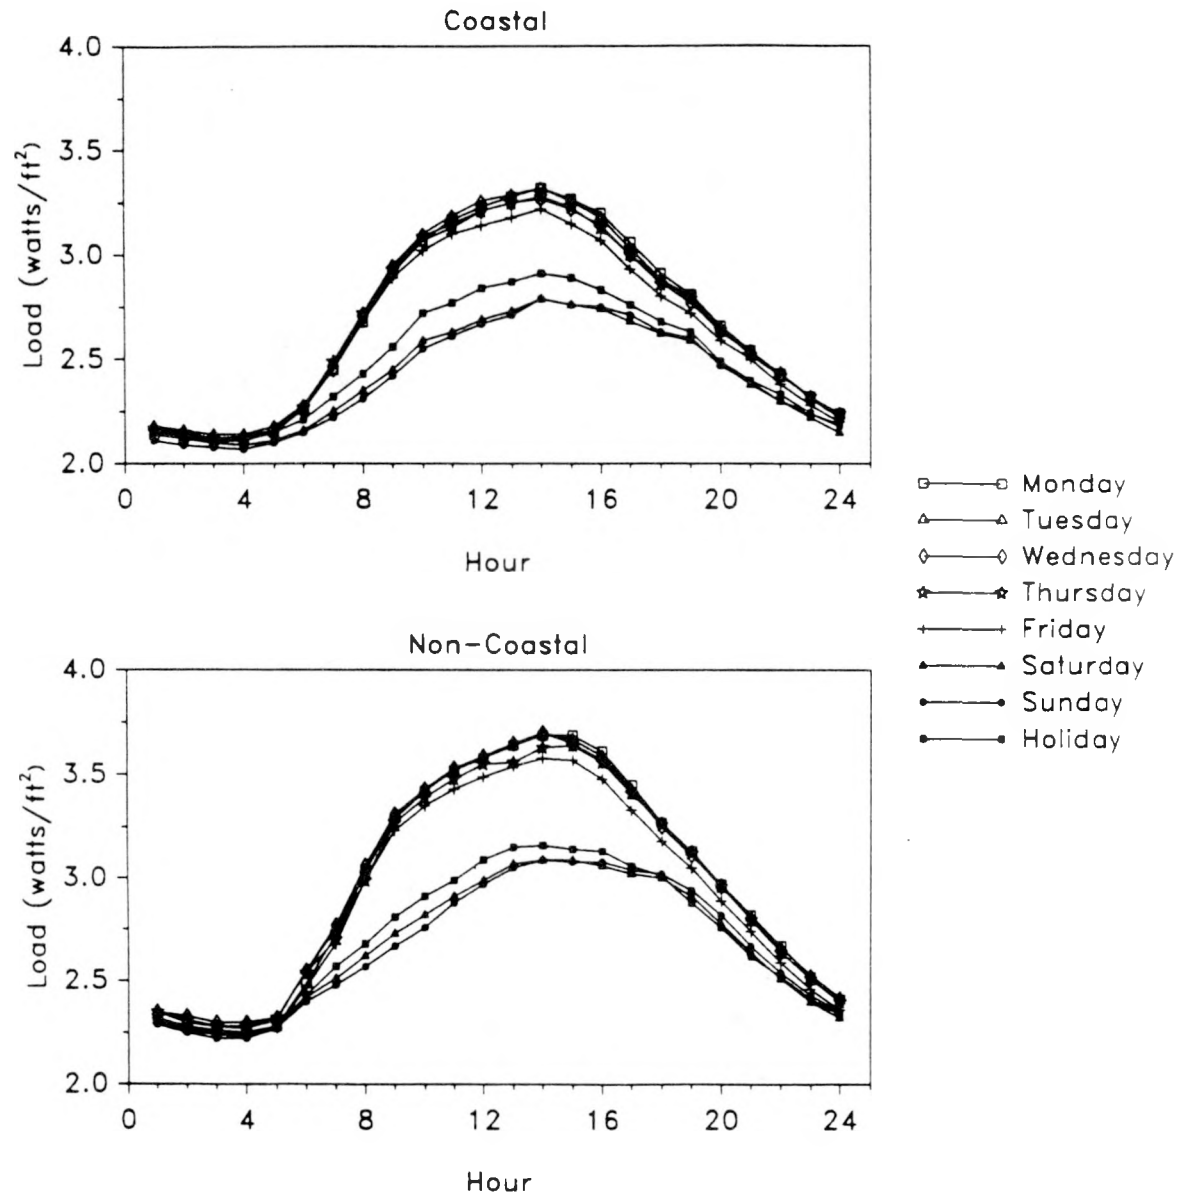 Coastal
4.0
3.5
3.0
2.5
2.0
Load (watts/ft²)
0 4 8 12 16 20 24
Hour
Monday
Tuesday
Wednesday
Thursday
Friday
Saturday
Sunday
Holiday
Non-Coastal
4.0
3.5
3.0
2.5
2.0
Load (watts/ft²)
0 4 8 12 16 20 24
Hour